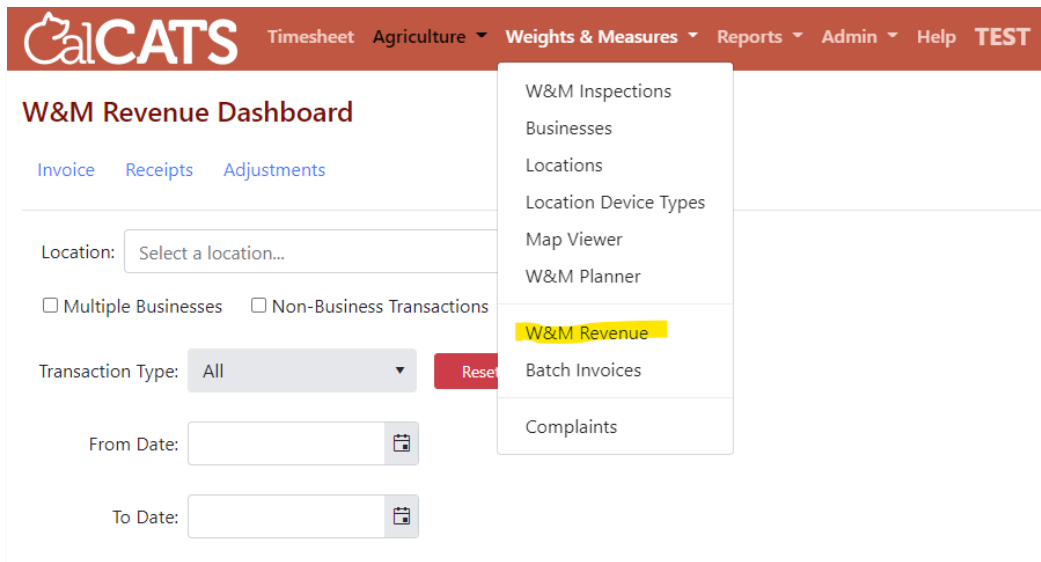 CalCATS Timesheet Agriculture Weights & Measures Reports Admin Help TEST
W&M Revenue Dashboard
Invoice Receipts Adjustments
Location: Select a location...
Multiple Businesses Non-Business Transactions
Transaction Type: All Reset
From Date:
To Date:
W&M Inspections
Businesses
Locations
Location Device Types
Map Viewer
W&M Planner
W&M Revenue
Batch Invoices
Complaints